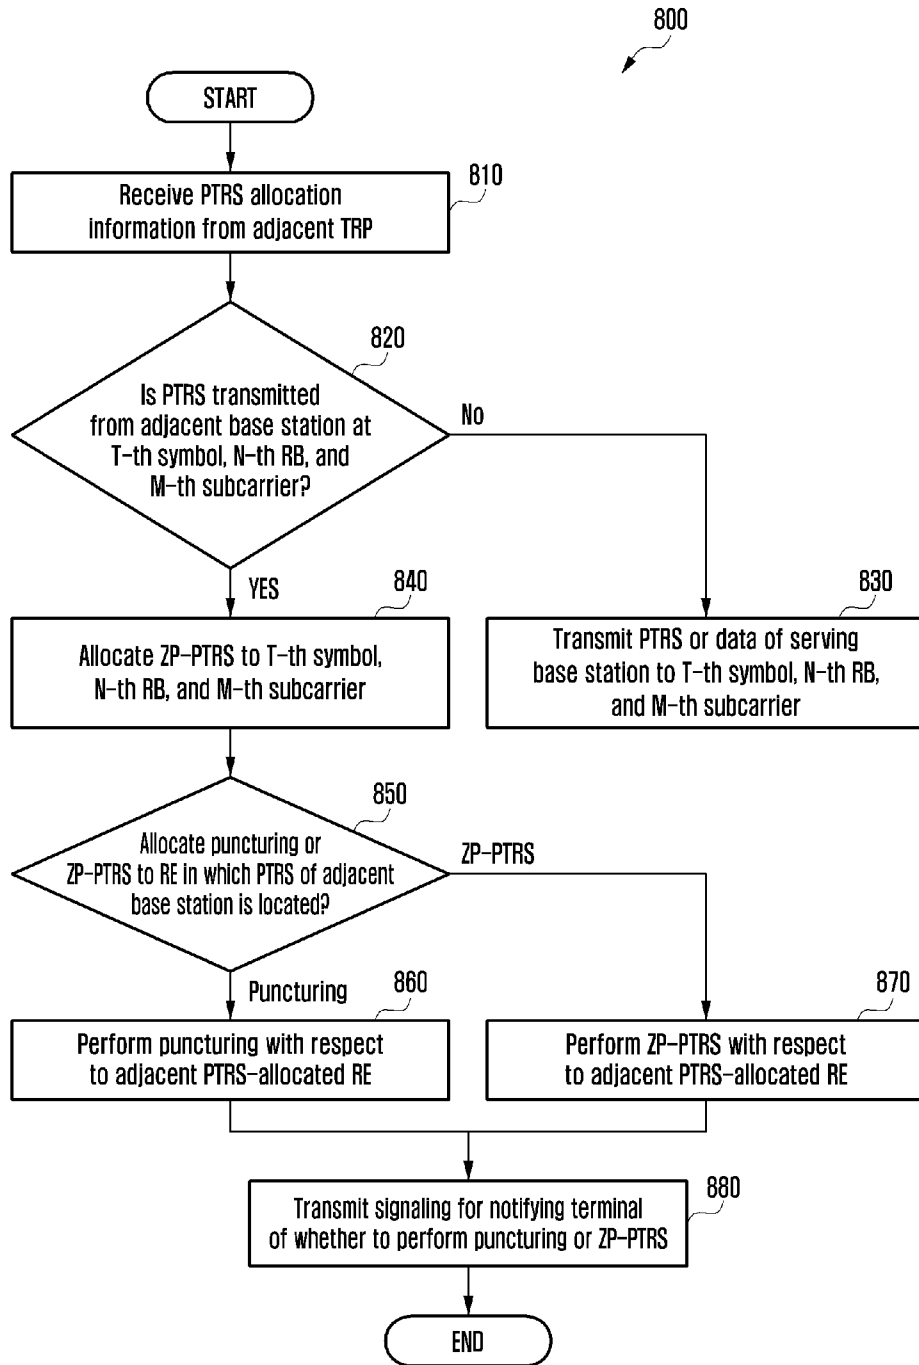 800
START
810
Receive PTRS allocation
information from adjacent TRP
820
Is PTRS transmitted
from adjacent base station at
T-th symbol, N-th RB, and
M-th subcarrier?
No
YES
840
Allocate ZP-PTRS to T-th symbol,
N-th RB, and M-th subcarrier
830
Transmit PTRS or data of serving
base station to T-th symbol, N-th RB,
and M-th subcarrier
850
Allocate puncturing or
ZP-PTRS to RE in which PTRS of adjacent
base station is located?
ZP-PTRS
Puncturing
860
Perform puncturing with respect
to adjacent PTRS-allocated RE
870
Perform ZP-PTRS with respect
to adjacent PTRS-allocated RE
880
Transmit signaling for notifying terminal
of whether to perform puncturing or ZP-PTRS
END